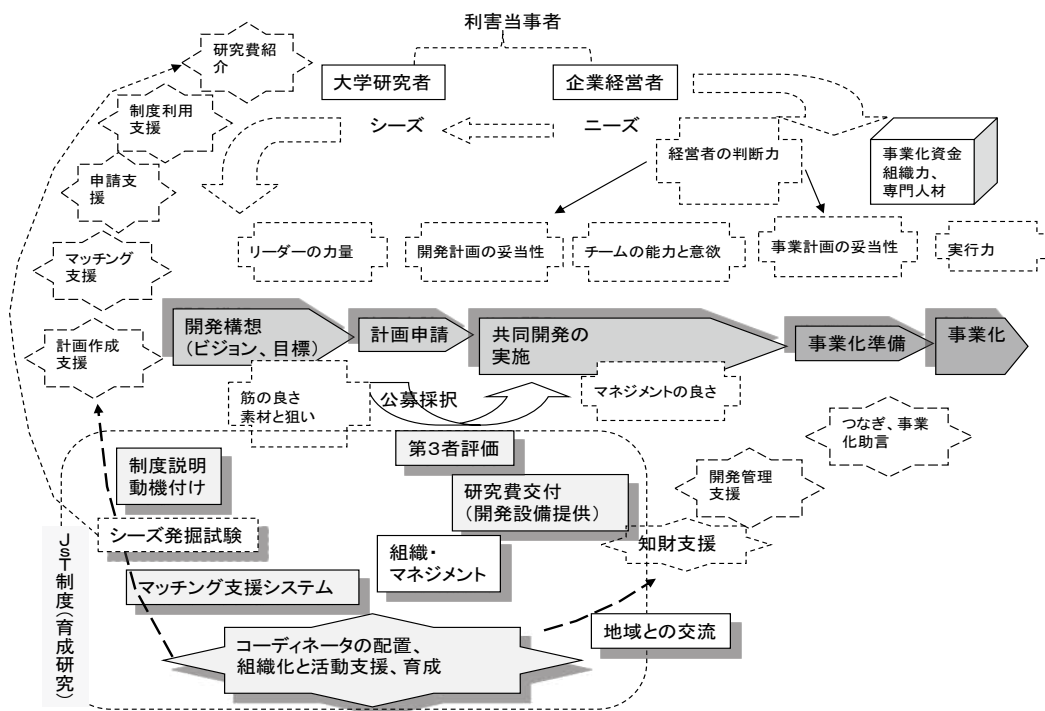 利害当事者
研究費紹
介
大学研究者
企業経営者
制度利用
支援
シーズ
ニーズ
経営者の判断力
事業化資金
組織力、
専門人材
申請支
援
マッチング
支援
リーダーの力量
開発計画の妥当性
チームの能力と意欲
事業計画の妥当性
実行力
計画作成
支援
開発構想
(ビジョン、目標)
計画申請
共同開発の
実施
事業化準備
事業化
筋の良さ
素材と狙い
公募採択
マネジメントの良さ
つなぎ、事業
化助言
第3者評価
制度説明
動機付け
研究費交付
(開発設備提供)
開発管理
支援
シーズ発掘試験
組織・
マネジメント
知財支援
JST制度(育成研究)
マッチング支援システム
コーディネータの配置、
組織化と活動支援、育成
地域との交流